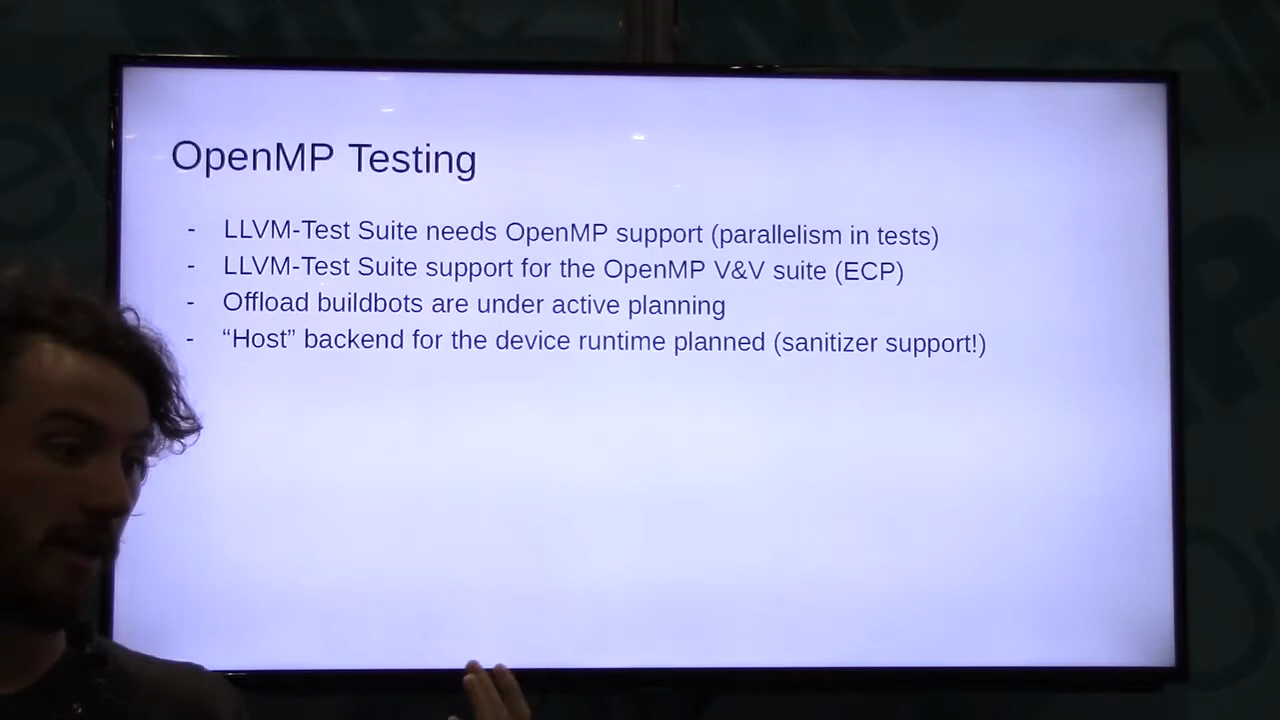 OpenMP Testing
- LLVM-Test Suite needs OpenMP support (parallelism in tests)
- LLVM-Test Suite support for the OpenMP V&V suite (ECP)
- Offload buildbots are under active planning
- “Host” backend for the device runtime planned (sanitizer support!)